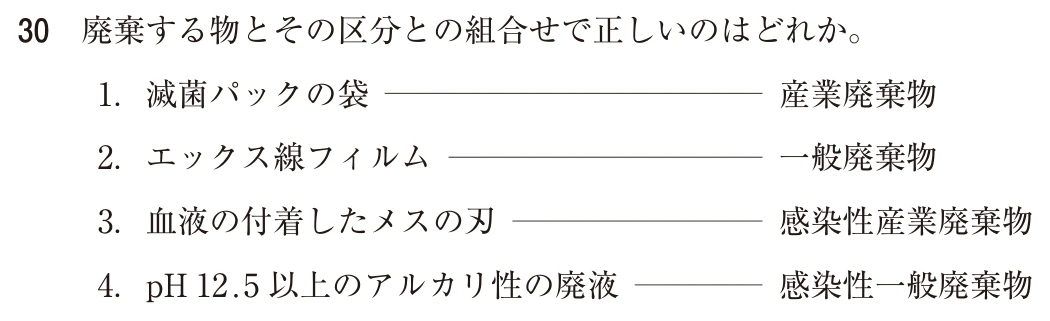 30 廃棄する物とその区分との組合せで正しいのはどれか。
1. 滅菌パックの袋 ――――― 産業廃棄物
2. エックス線フィルム ――――― 一般廃棄物
3. 血液の付着したメスの刃 ――――― 感染性産業廃棄物
4. pH 12.5 以上のアルカリ性の廃液 ――――― 感染性一般廃棄物